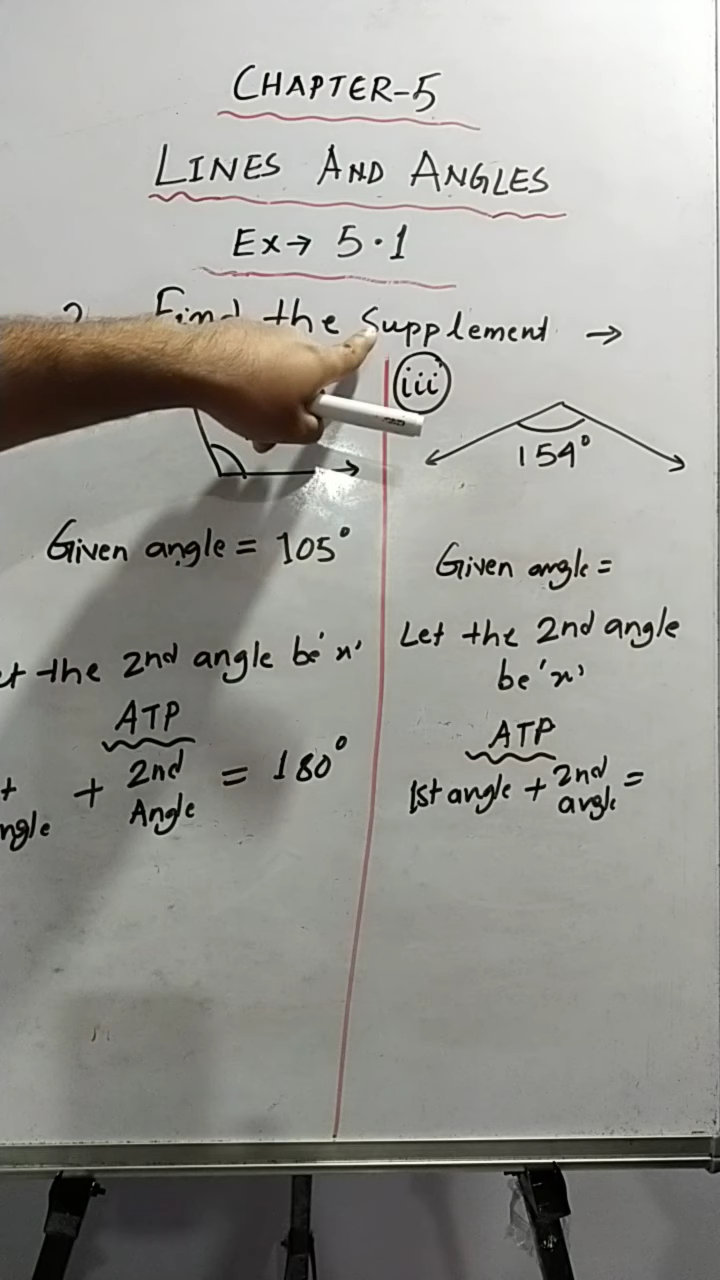 CHAPTER-5
LINES AND ANGLES
Ex→ 5.1
the Supplement →
iii
154°
Given angle = 105°
the 2nd angle be 'x'
ATP
+ 2nd Angle = 180°
Given angle =
Let the 2nd angle
be 'x'
ATP
1st angle + 2nd angle =